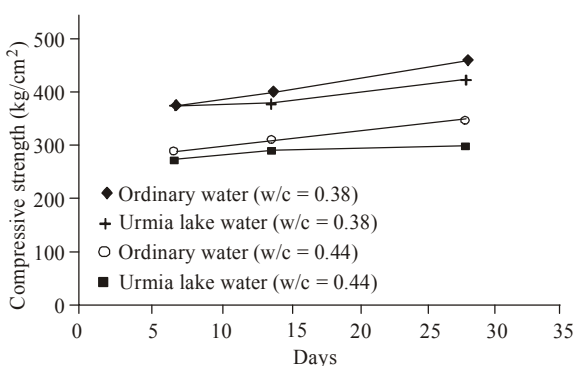 Compressive strength (kg/cm²)
500
400
300
200
100
0
◆ Ordinary water (w/c = 0.38)
+ Urmia lake water (w/c = 0.38)
○ Ordinary water (w/c = 0.44)
■ Urmia lake water (w/c = 0.44)
0 5 10 15 20 25 30 35
Days